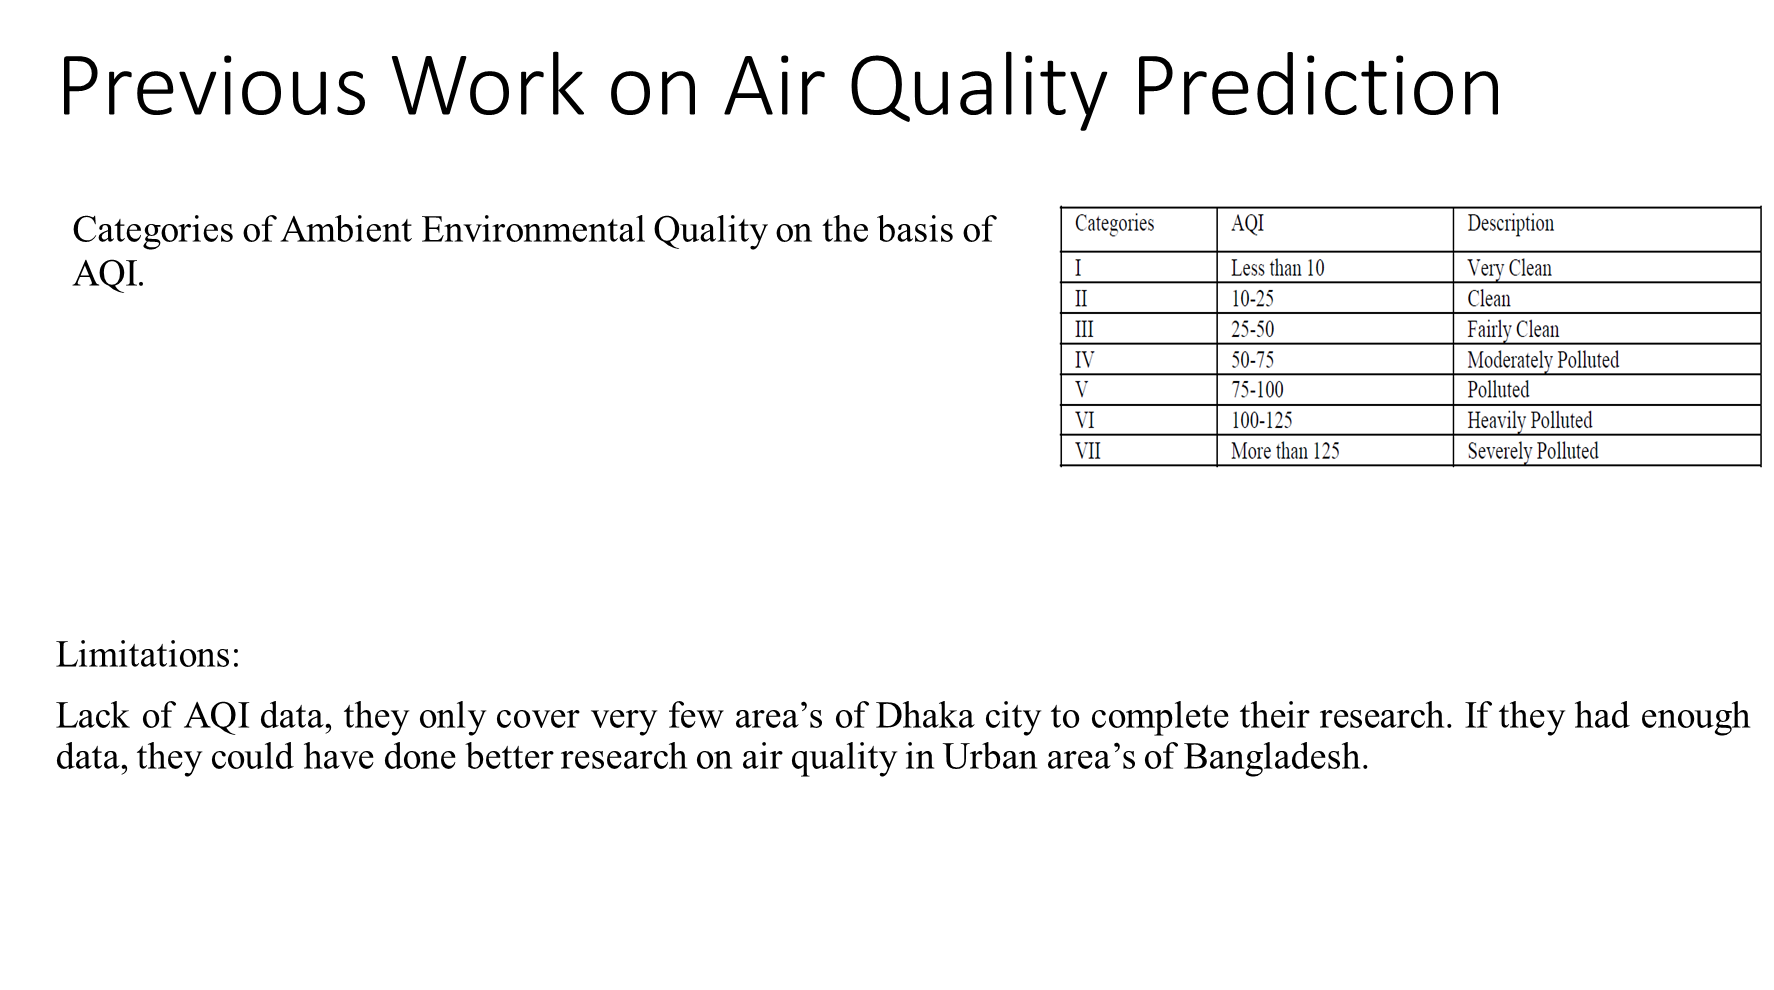 Previous Work on Air Quality Prediction
Categories of Ambient Environmental Quality on the basis of
AQI.
Categories AQI Description
I Less than 10 Very Clean
II 10-25 Clean
III 25-50 Fairly Clean
IV 50-75 Moderately Polluted
V 75-100 Polluted
VI 100-125 Heavily Polluted
VII More than 125 Severely Polluted
Limitations:
Lack of AQI data, they only cover very few area’s of Dhaka city to complete their research. If they had enough
data, they could have done better research on air quality in Urban area’s of Bangladesh.